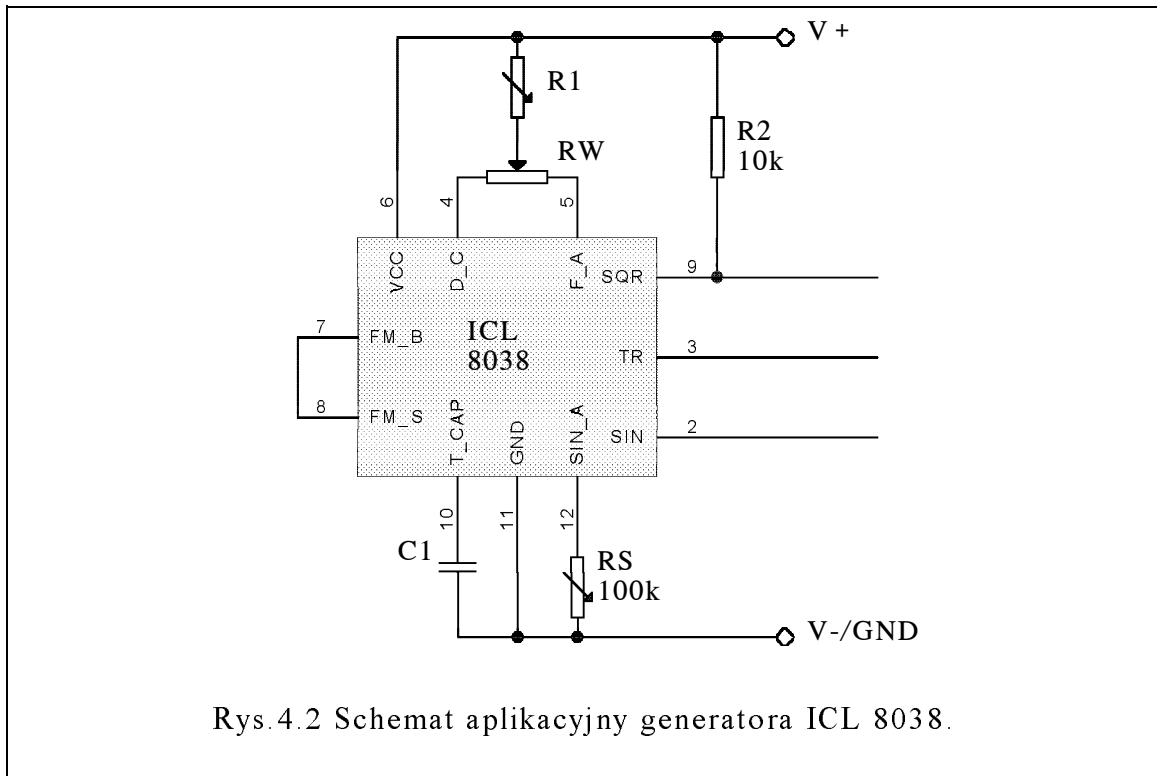 V +
R1
R2
10k
RW
6
4
5
VCC
D_C
F_A
SQR
9
7
FM_B
ICL
8038
TR
3
8
FM_S
T_CAP
GND
SIN_A
SIN
2
10
11
12
C1
RS
100k
V-/GND
Rys.4.2 Schemat aplikacyjny generatora ICL 8038.